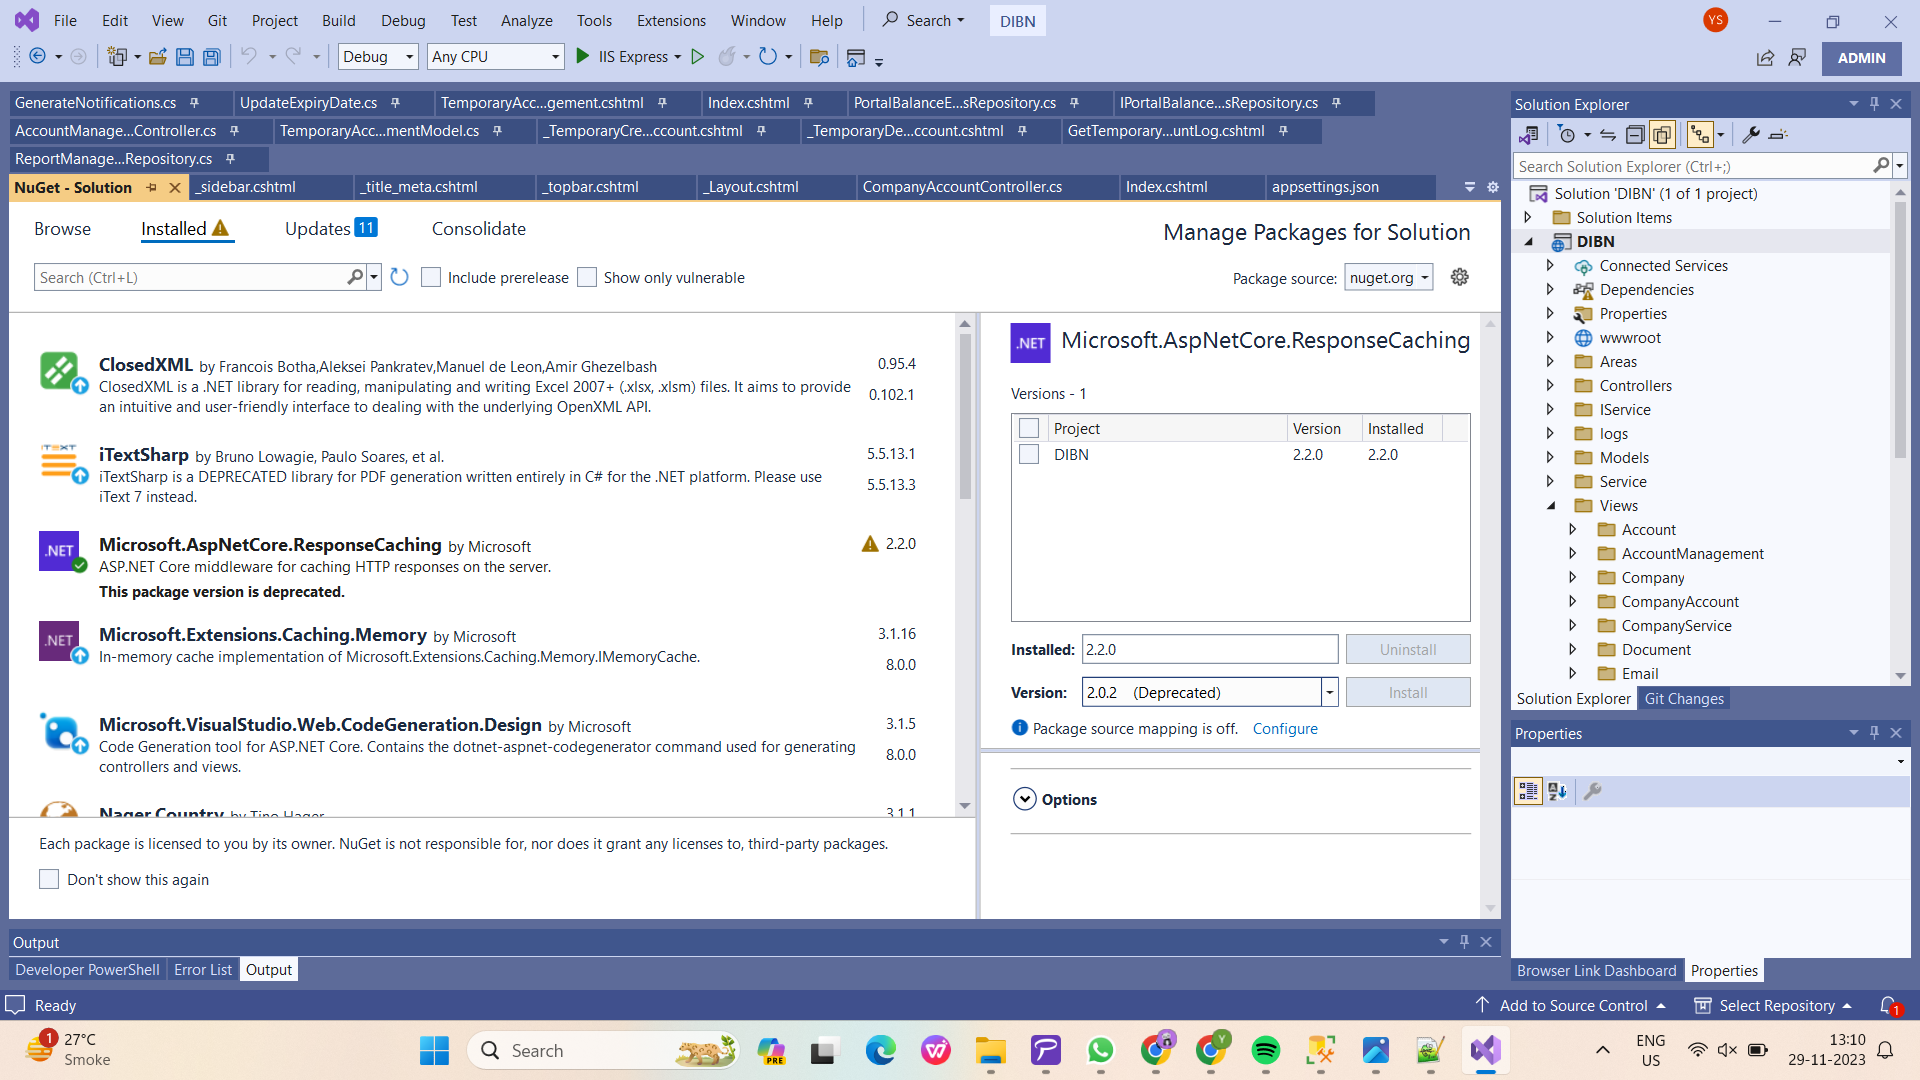 File Edit View Git Project Build Debug Test Analyze Tools Extensions Window Help Search DIBN YS
Debug Any CPU IIS Express ADMIN
GenerateNotifications.cs UpdateExpiryDate.cs TemporaryAcc...gement.cshtml Index.cshtml PortalBalanceE...sRepository.cs IPortalBalance...sRepository.cs
AccountManage...Controller.cs TemporaryAcc...mentModel.cs _TemporaryCre...ccount.cshtml _TemporaryDe...ccount.cshtml GetTemporary...untLog.cshtml
ReportManage...Repository.cs
NuGet - Solution _sidebar.cshtml _title_meta.cshtml _topbar.cshtml _Layout.cshtml CompanyAccountController.cs Index.cshtml appsettings.json
Browse Installed Updates 11 Consolidate
Manage Packages for Solution
Search (Ctrl+L) Include prerelease Show only vulnerable
Package source: nuget.org
ClosedXML by Francois Botha,Aleksei Pankratev,Manuel de Leon,Amir Ghezelbash 0.95.4
ClosedXML is a .NET library for reading, manipulating and writing Excel 2007+ (.xlsx, .xlsm) files. It aims to provide 0.102.1
an intuitive and user-friendly interface to dealing with the underlying OpenXML API.
iTEXT
iTextSharp by Bruno Lowagie, Paulo Soares, et al. 5.5.13.1
iTextSharp is a DEPRECATED library for PDF generation written entirely in C# for the .NET platform. Please use 5.5.13.3
iText 7 instead.
.NET
Microsoft.AspNetCore.ResponseCaching by Microsoft 2.2.0
ASP.NET Core middleware for caching HTTP responses on the server.
This package version is deprecated.
.NET
Microsoft.Extensions.Caching.Memory by Microsoft 3.1.16
In-memory cache implementation of Microsoft.Extensions.Caching.Memory.IMemoryCache. 8.0.0
Microsoft.VisualStudio.Web.CodeGeneration.Design by Microsoft 3.1.5
Code Generation tool for ASP.NET Core. Contains the dotnet-aspnet-codegenerator command used for generating 8.0.0
controllers and views.
Nager.Country by Tino Hager 3.1.1
Each package is licensed to you by its owner. NuGet is not responsible for, nor does it grant any licenses to, third-party packages.
Don't show this again
.NET
Microsoft.AspNetCore.ResponseCaching
Versions - 1
Project Version Installed
DIBN 2.2.0 2.2.0
Installed: 2.2.0 Uninstall
Version: 2.0.2 (Deprecated) Install
Package source mapping is off. Configure
Options
Solution Explorer
Search Solution Explorer (Ctrl+;)
Solution 'DIBN' (1 of 1 project)
Solution Items
DIBN
Connected Services
Dependencies
Properties
wwwroot
Areas
Controllers
IService
logs
Models
Service
Views
Account
AccountManagement
Company
CompanyAccount
CompanyService
Document
Email
Solution Explorer Git Changes
Properties
Browser Link Dashboard Properties
Output
Developer PowerShell Error List Output
Ready Add to Source Control Select Repository 1
1 27°C
Smoke
Search
PRE
Y
ENG
US
13:10
29-11-2023